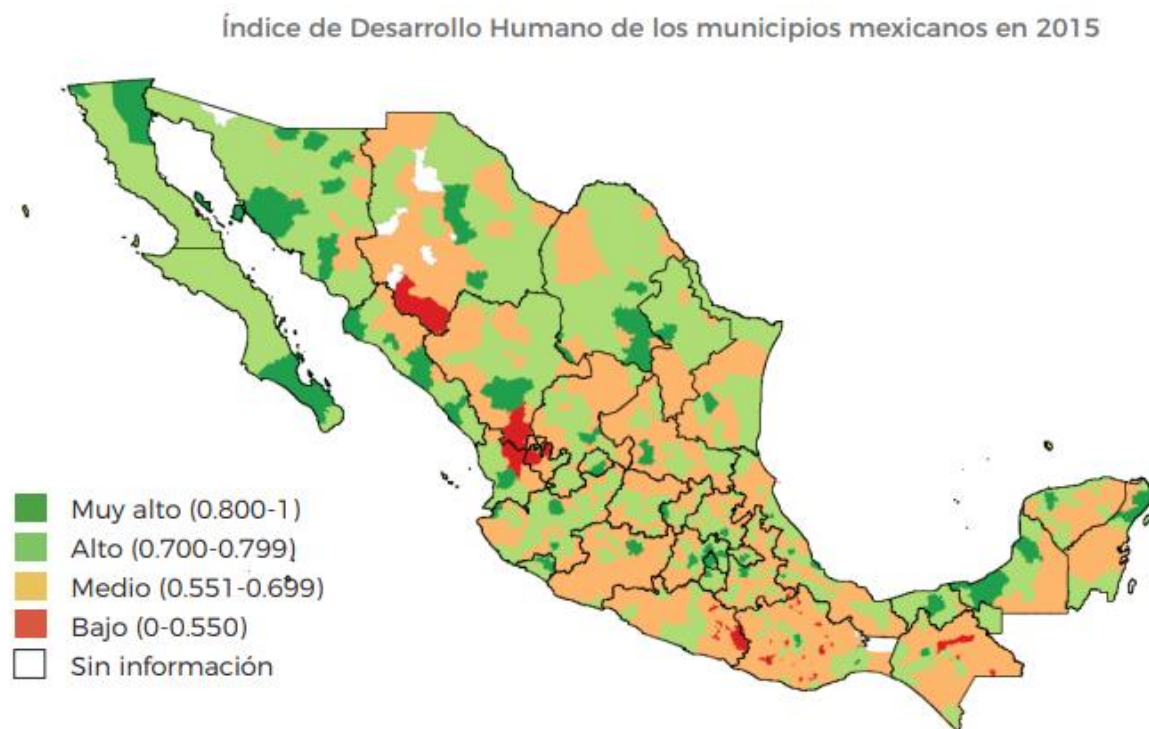 Índice de Desarrollo Humano de los municipios mexicanos en 2015
Muy alto (0.800-1)
Alto (0.700-0.799)
Medio (0.551-0.699)
Bajo (0-0.550)
Sin información